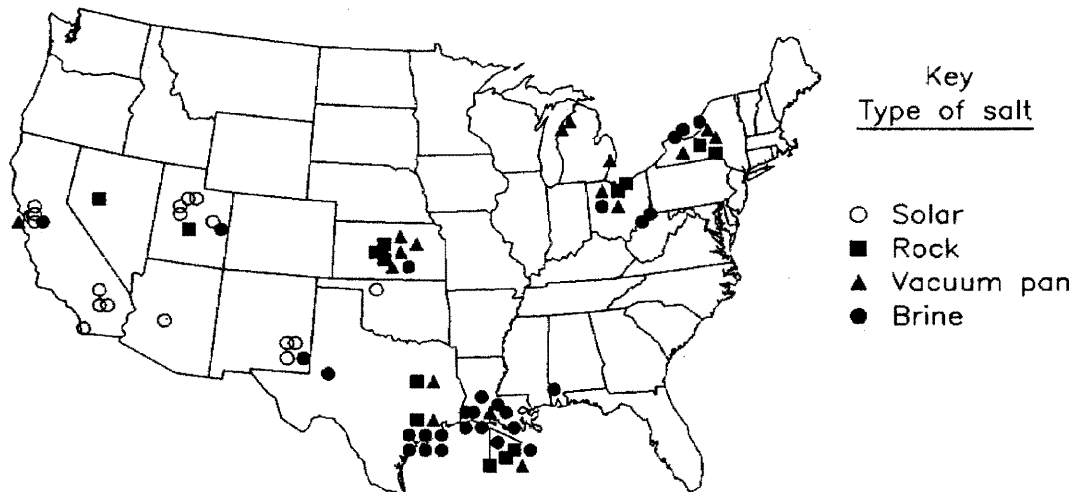 Key
Type of salt
Solar
Rock
Vacuum pan
Brine